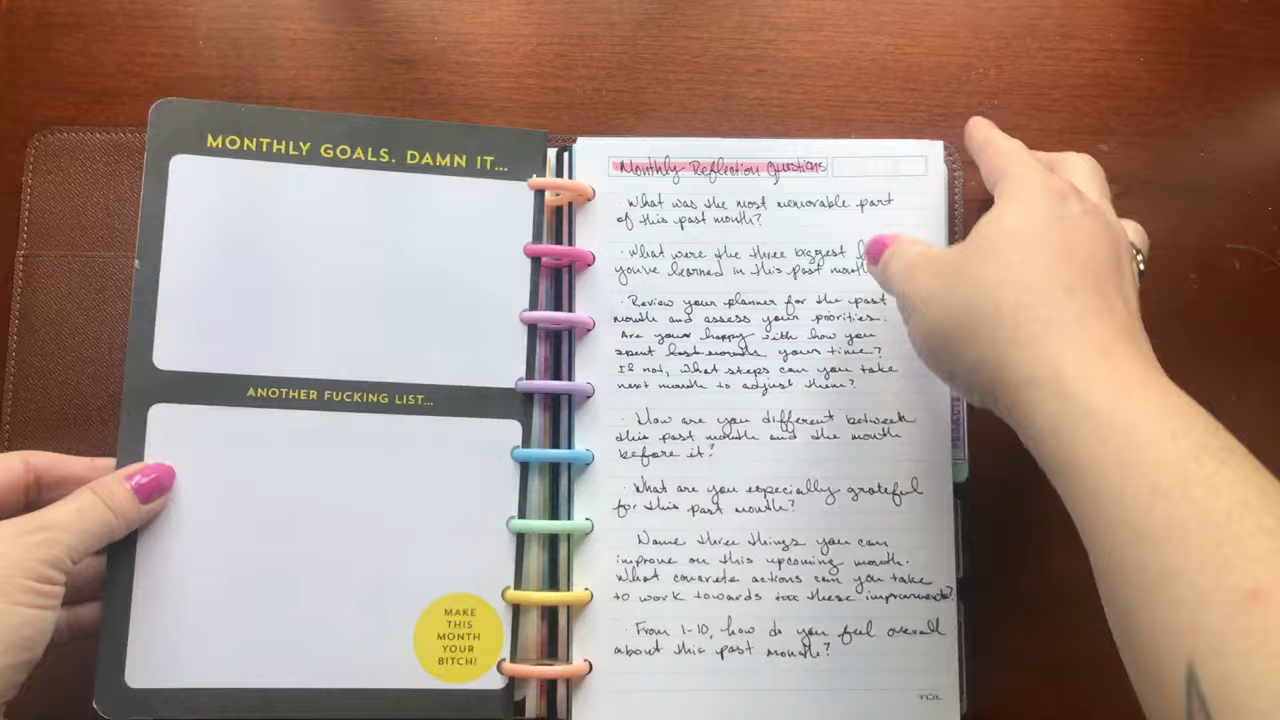 MONTHLY GOALS. DAMN IT...
ANOTHER FUCKING LIST...
MAKE
THIS
MONTH
YOUR
BITCH!
Monthly Reflection Questions
· What was the most memorable part
of this past month?
· What were the three biggest
you've learned in this past month
· Review your planner for the past
month and assess your priorities.
Are your happy with how you
spent last month your time?
If not, what steps can you take
next month to adjust them?
· How are you different between
this past month and the month
before it?
· What are you especially grateful
for this past month?
Name three things you can
improve on this upcoming month.
What concrete actions can you take
to work towards these improvements?
· From 1-10, how do you feel overall
about this past month?